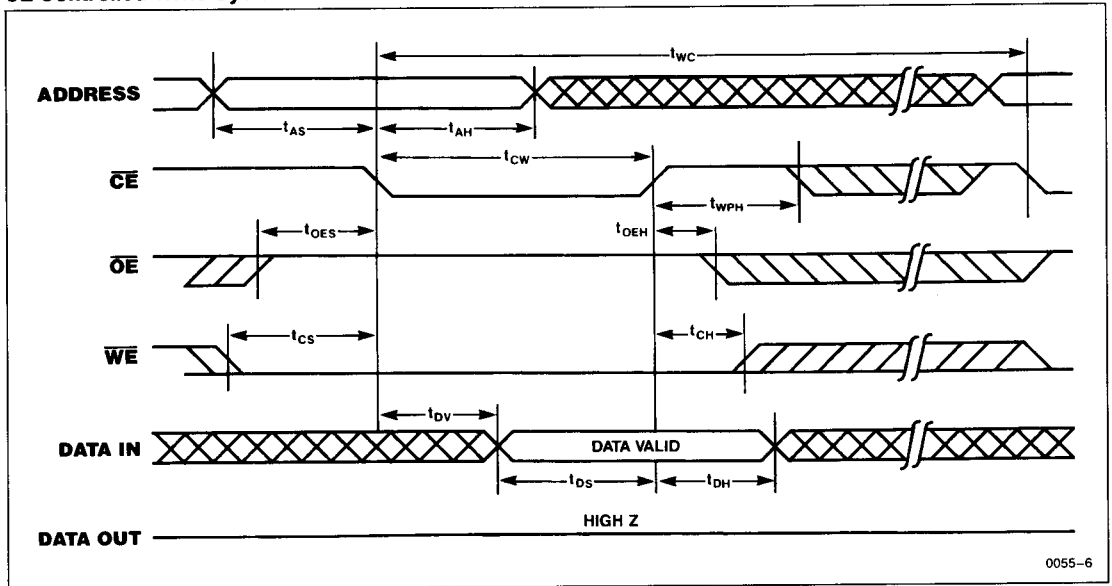 tWC
ADDRESS
tAS
tAH
tCW
CE
tWPH
tOES
tOEH
OE
tCS
tCH
WE
tDV
DATA IN
DATA VALID
tDS
tDH
HIGH Z
DATA OUT
0055–6